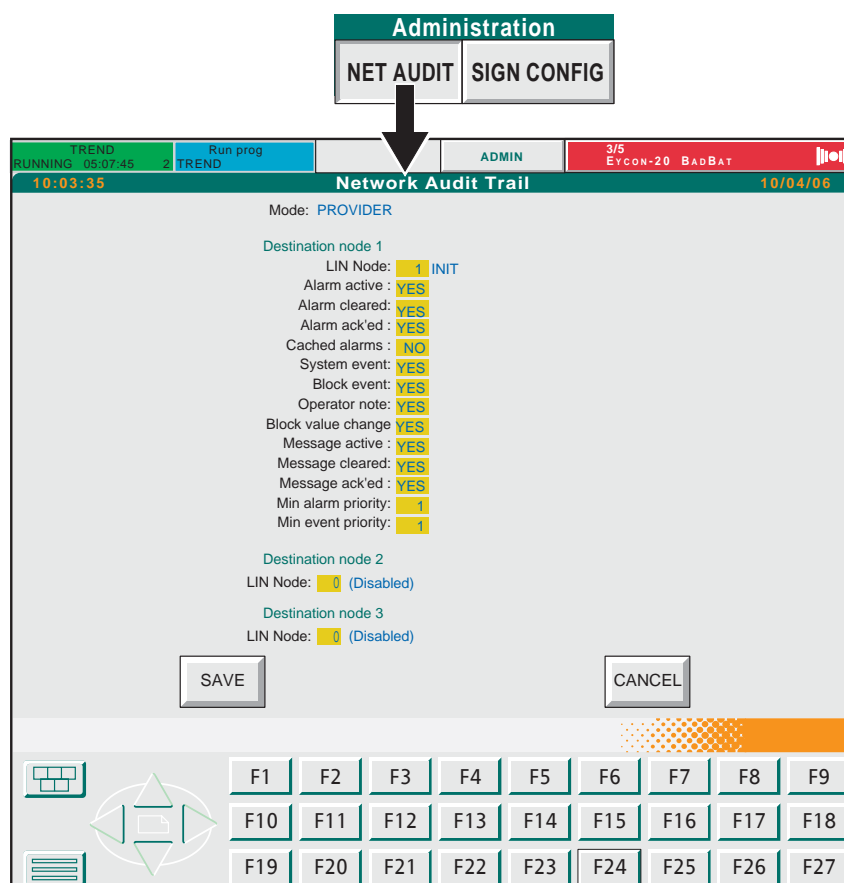 Administration
NET AUDIT SIGN CONFIG
TREND Run prog 3/5
RUNNING 05:07:45 2 TREND ADMIN EYCON-20 BADBAT
10:03:35 Network Audit Trail 10/04/06
Mode: PROVIDER
Destination node 1
LIN Node: 1 INIT
Alarm active : YES
Alarm cleared: YES
Alarm ack'ed : YES
Cached alarms : NO
System event: YES
Block event: YES
Operator note: YES
Block value change YES
Message active : YES
Message cleared: YES
Message ack'ed : YES
Min alarm priority: 1
Min event priority: 1
Destination node 2
LIN Node: 0 (Disabled)
Destination node 3
LIN Node: 0 (Disabled)
SAVE CANCEL
F1 F2 F3 F4 F5 F6 F7 F8 F9
F10 F11 F12 F13 F14 F15 F16 F17 F18
F19 F20 F21 F22 F23 F24 F25 F26 F27